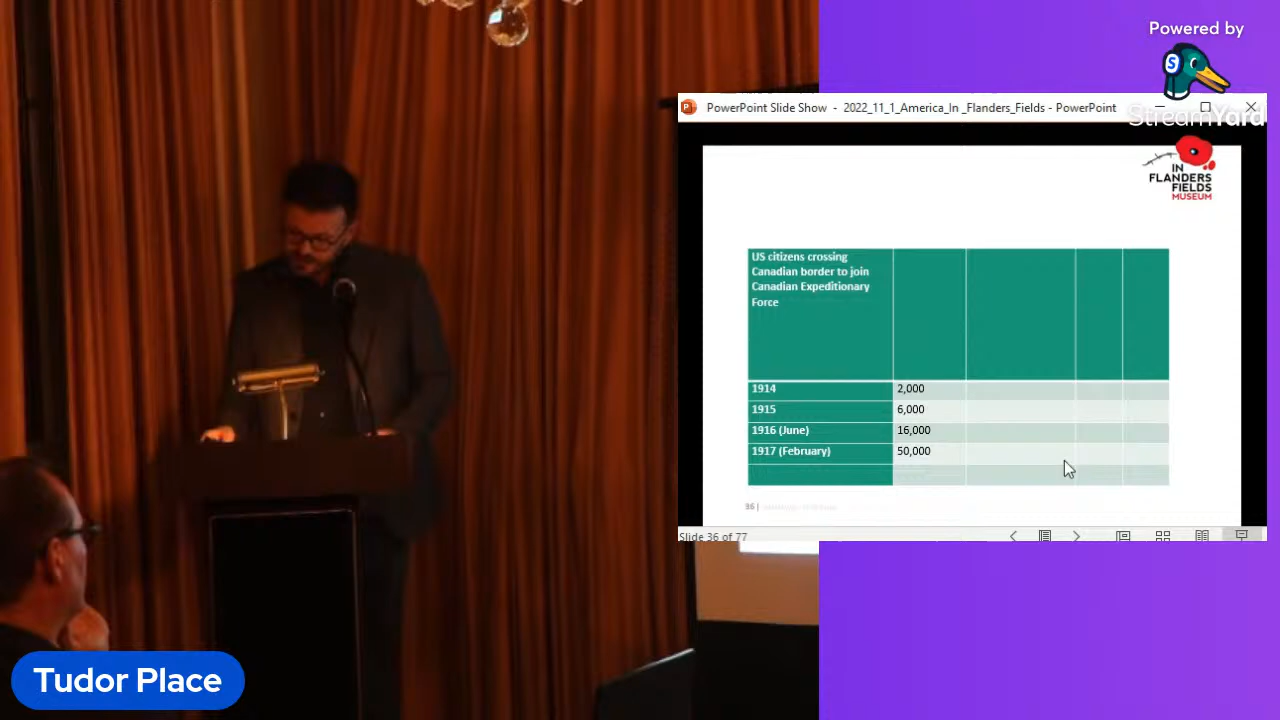 Powered by
StreamYard
PowerPoint Slide Show - 2022_11_1_America_In _Flanders_Fields - PowerPoint
IN
FLANDERS
FIELDS
MUSEUM
US citizens crossing
Canadian border to join
Canadian Expeditionary
Force
1914 2,000
1915 6,000
1916 (June) 16,000
1917 (February) 50,000
36 |
Slide 36 of 77
Tudor Place